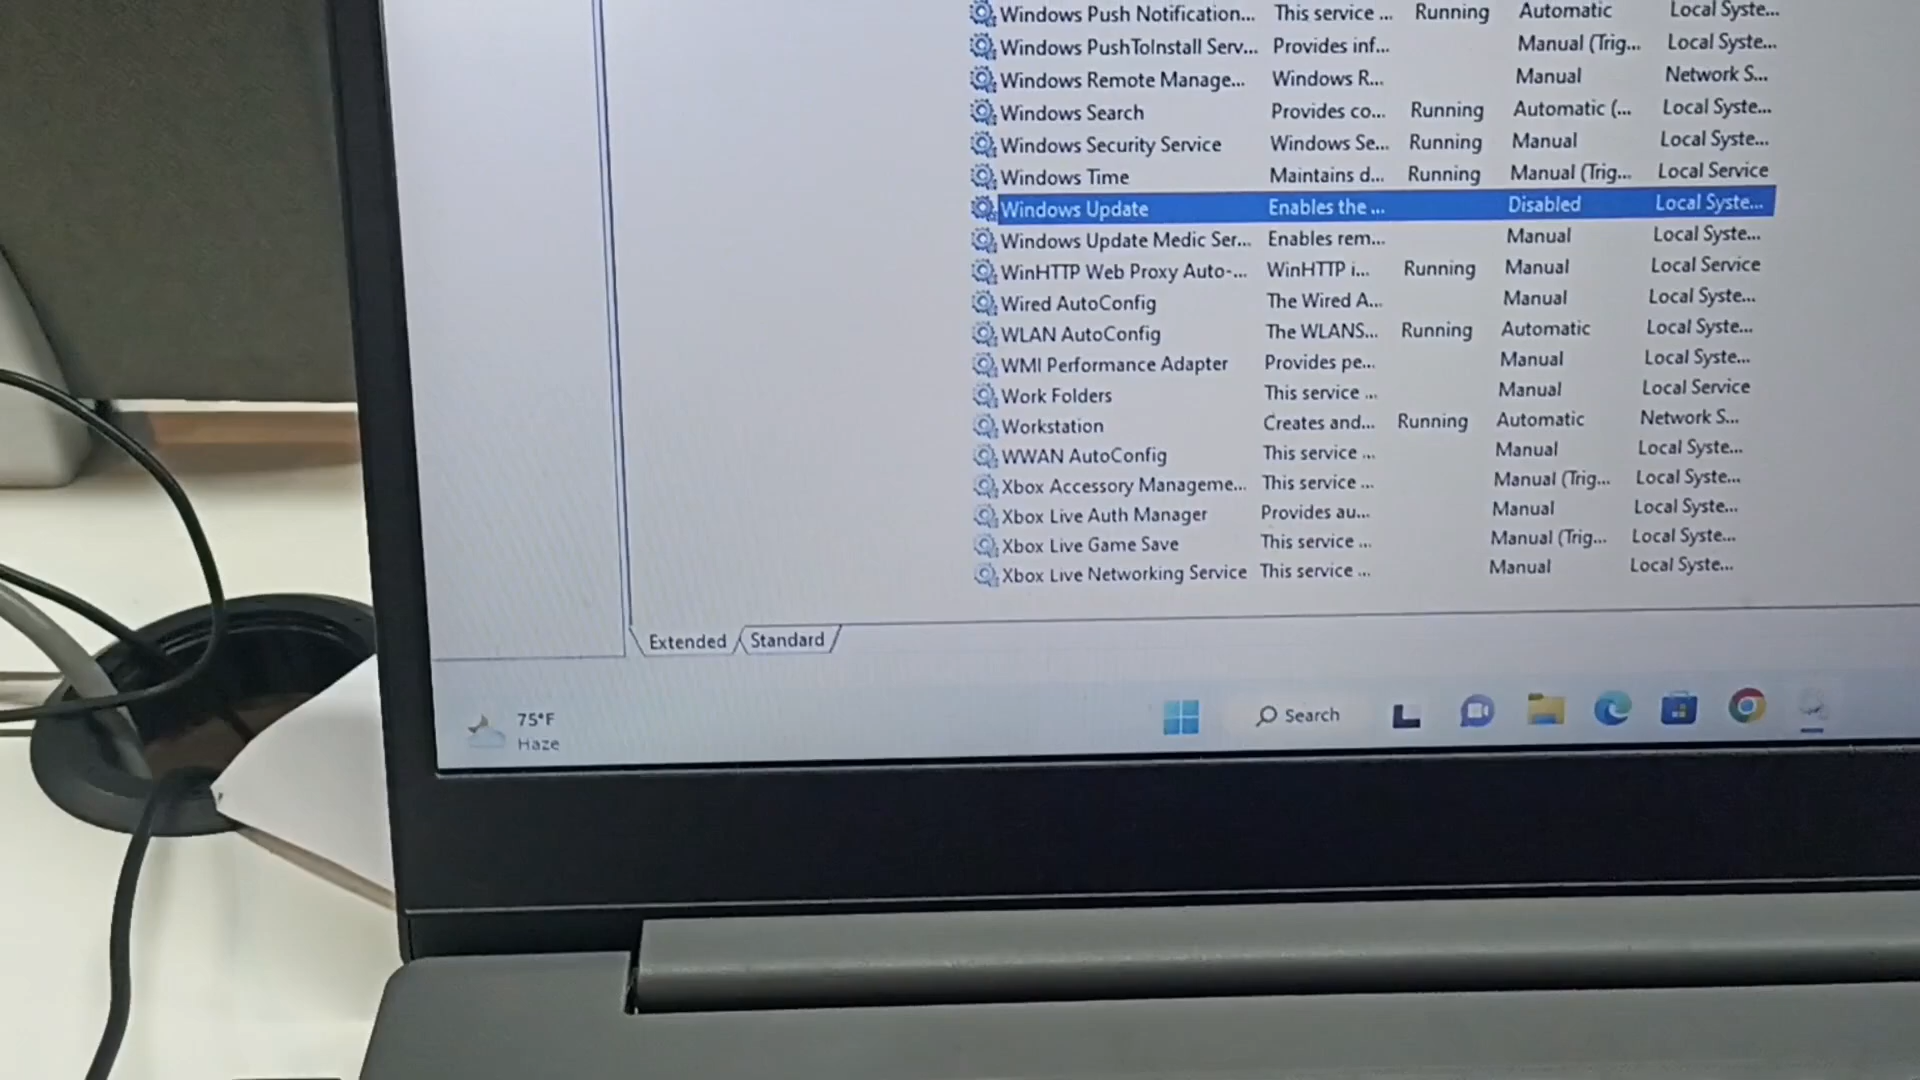 Windows Push Notification... This service ... Running Automatic Local Syste...
Windows PushToInstall Serv... Provides inf... Manual (Trig... Local Syste...
Windows Remote Manage... Windows R... Manual Network S...
Windows Search Provides co... Running Automatic (... Local Syste...
Windows Security Service Windows Se... Running Manual Local Syste...
Windows Time Maintains d... Running Manual (Trig... Local Service
Windows Update Enables the ... Disabled Local Syste...
Windows Update Medic Ser... Enables rem... Manual Local Syste...
WinHTTP Web Proxy Auto-... WinHTTP i... Running Manual Local Service
Wired AutoConfig The Wired A... Manual Local Syste...
WLAN AutoConfig The WLANS... Running Automatic Local Syste...
WMI Performance Adapter Provides pe... Manual Local Syste...
Work Folders This service ... Manual Local Service
Workstation Creates and... Running Automatic Network S...
WWAN AutoConfig This service ... Manual Local Syste...
Xbox Accessory Manageme... This service ... Manual (Trig... Local Syste...
Xbox Live Auth Manager Provides au... Manual Local Syste...
Xbox Live Game Save This service ... Manual (Trig... Local Syste...
Xbox Live Networking Service This service ... Manual Local Syste...
Extended Standard
75°F
Haze
Search